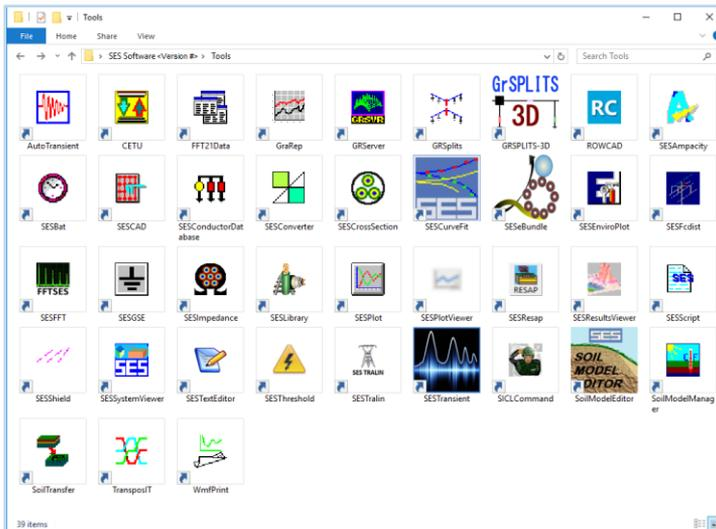 Tools
File Home Share View
SES Software <Version #> Tools
Search Tools
GrSPLITS
3D
RC
AutoTransient CETU FFT21Data GraRep GRServer GRSplits GRSPLITS-3D ROWCAD SESAmpacity
SES
SESBat SESCAD SESConductorDat SESConverter SESCrossSection SESCurveFit SESeBundle SESEnviroPlot SESFcdist
abase
FFTSES
RESAP
SES
SESFFT SESGSE SESImpedance SESLibrary SESPlot SESPlotViewer SESResap SESResultsViewer SESScript
SES
SES TRALIN
SES
SOIL
MODEL
EDITOR
SESShield SESSystemViewer SESTextEditor SESThreshold SESTralin SESTransient SICLCommand SoilModelEditor SoilModelManag
er
SoilTransfer TransposIT WmfPrint
39 items